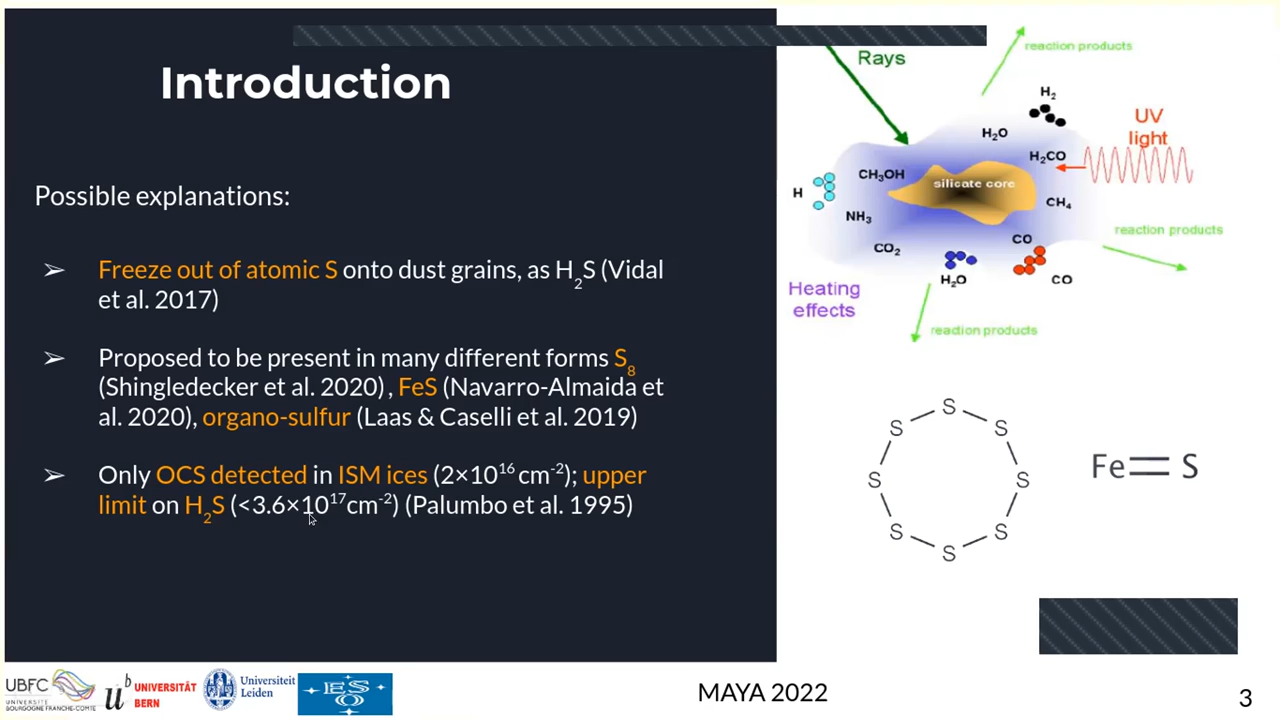 Introduction
Possible explanations:
➢ Freeze out of atomic S onto dust grains, as H₂S (Vidal
et al. 2017)
➢ Proposed to be present in many different forms S₈
(Shingledecker et al. 2020), FeS (Navarro-Almaida et
al. 2020), organo-sulfur (Laas & Caselli et al. 2019)
➢ Only OCS detected in ISM ices (2×10¹⁶ cm⁻²); upper
limit on H₂S (<3.6×10¹⁷cm⁻²) (Palumbo et al. 1995)
Rays
reaction products
H₂
UV
light
H₂O
H₂CO
CH₃OH
silicate core
H
CH₄
NH₃
reaction products
CO
CO₂
H₂O
CO
Heating
effects
reaction products
S
S
S
S
S
S
S
S
Fe S
UBFC
UNIVERSITÉ
BOURGOGNE FRANCHE-COMTÉ
u b
UNIVERSITÄT
BERN
Universiteit
Leiden
ESO
MAYA 2022
3